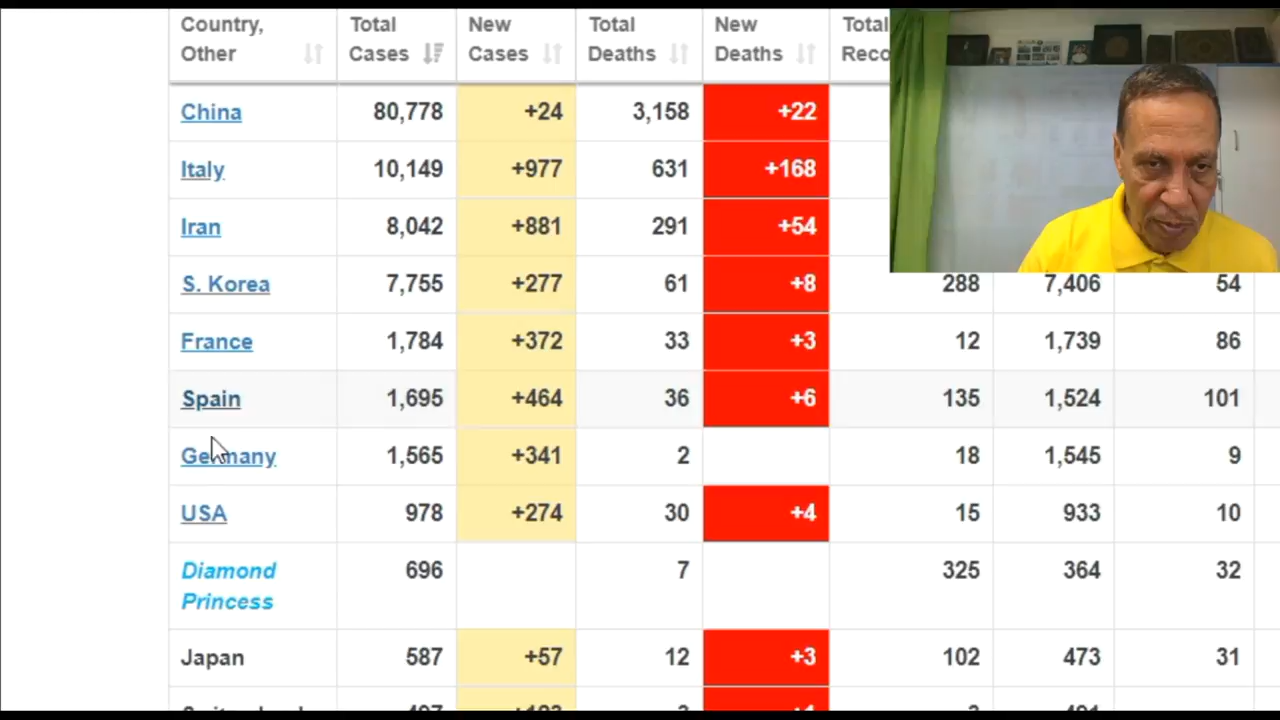 Country, Other Total Cases New Cases Total Deaths New Deaths Total
China 80,778 +24 3,158 +22
Italy 10,149 +977 631 +168
Iran 8,042 +881 291 +54
S. Korea 7,755 +277 61 +8 288 7,406 54
France 1,784 +372 33 +3 12 1,739 86
Spain 1,695 +464 36 +6 135 1,524 101
Germany 1,565 +341 2 18 1,545 9
USA 978 +274 30 +4 15 933 10
Diamond Princess 696 7 325 364 32
Japan 587 +57 12 +3 102 473 31